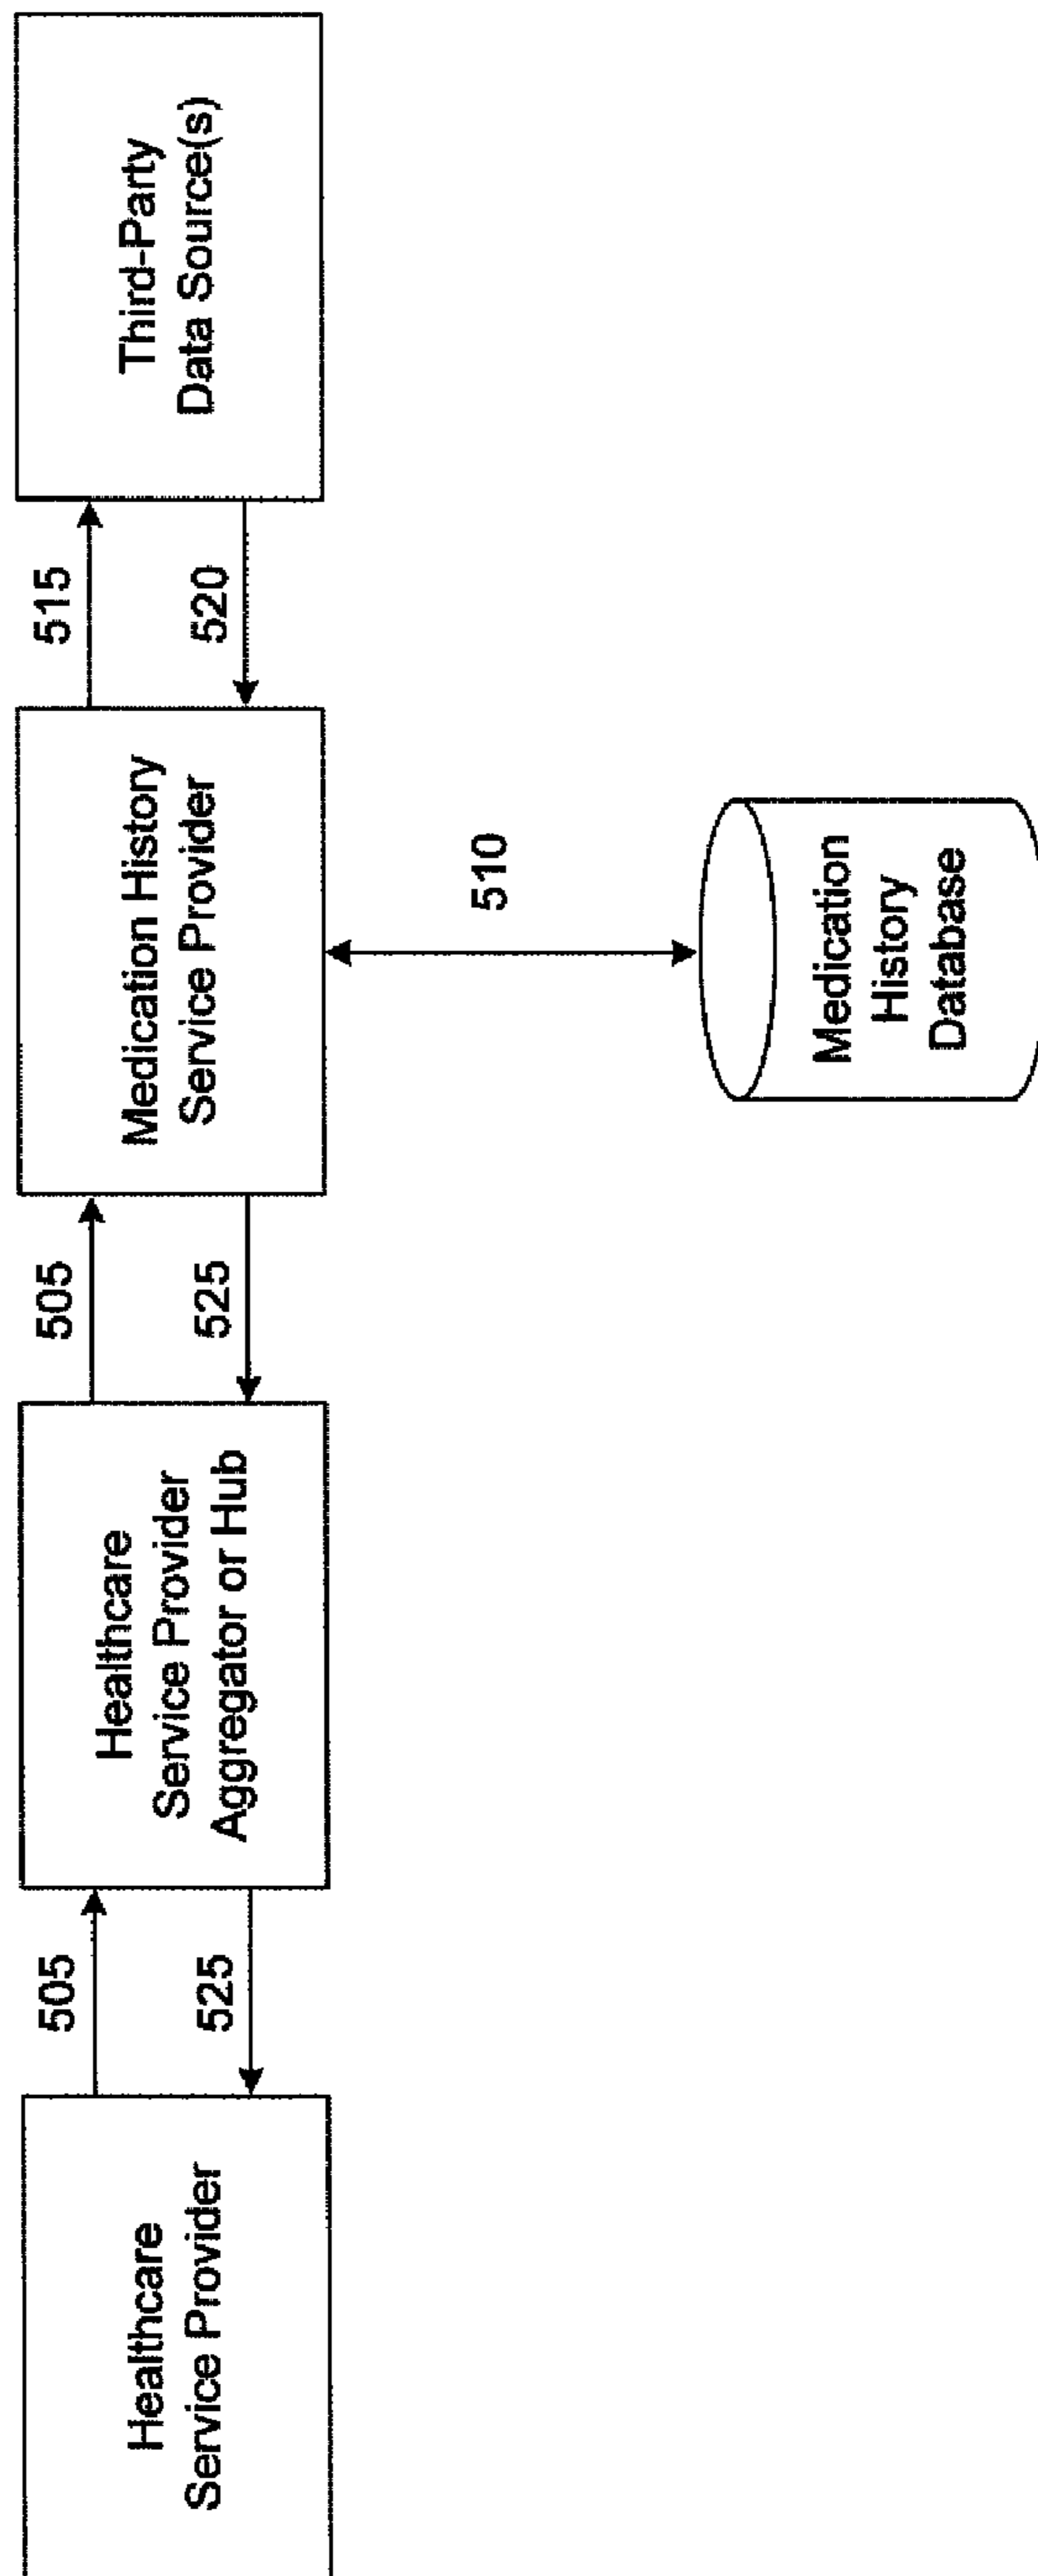 Healthcare
Service Provider
505
525
Healthcare
Service Provider
Aggregator or Hub
505
525
Medication History
Service Provider
515
520
Third-Party
Data Source(s)
510
Medication
History
Database